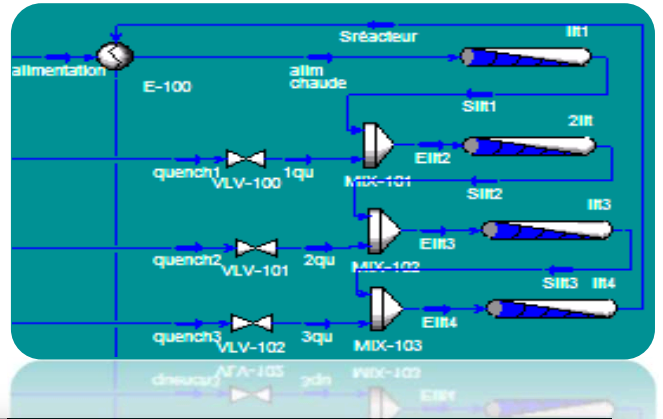 Sréacteur
lit1
alimentation
E-100
alim
chaude
Slit1
2lit
quench1
VLV-100
1qu
MIX-101
Elit2
Slit2
lit3
quench2
VLV-101
2qu
MIX-102
Elit3
Slit3
lit4
quench3
VLV-102
3qu
MIX-103
Elit4